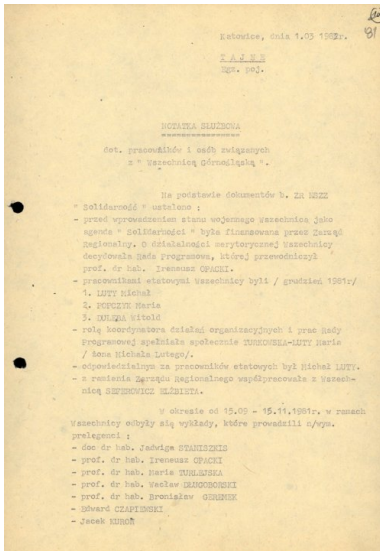 Katowice, dnia 1.03 1982r.
81
T A J N E
Egz. poj.
NOTATKA SŁUŻBOWA
dot. pracowników i osób związanych
z " Wszechnicą Górnośląską ".
Na podstawie dokumentów b. ZR NSZZ
" Solidarność " ustalono :
- przed wprowadzeniem stanu wojennego Wszechnica jako
agenda " Solidarności " była finansowana przez Zarząd
Regionalny. O działalności merytorycznej Wszechnicy
decydowała Rada Programowa, której przewodniczył
prof. dr hab. Ireneusz OPACKI.
- pracownikami etatowymi Wszechnicy byli / grudzień 1981r/
1. LUTY Michał
2. POPCZYK Maria
3. Witold
- rolę koordynatora działań organizacyjnych i prac Rady
Programowej spełniała społecznie TURKOWSKA-LUTY Maria
/ żona Michała Lutego/.
- odpowiedzialnym za pracowników etatowych był Michał LUTY.
- z ramienia Zarządu Regionalnego współpracowała z Wszech-
nicą SEFEROWICZ ELŻBIETA.
W okresie od 15.09 - 15.11.1981r. w ramach
Wszechnicy odbyły się wykłady, które prowadzili n/wym.
prelegenci :
- doc dr hab. Jadwiga STANISZKIS
- prof. dr hab. Ireneusz OPACKI
- prof. dr hab. Maria TURLEJSKA
- prof. dr hab. Wacław DŁUGOBORSKI
- prof. dr hab. Bronisław GEREMEK
- Edward CZAPIEWSKI
- Jacek KUROŃ